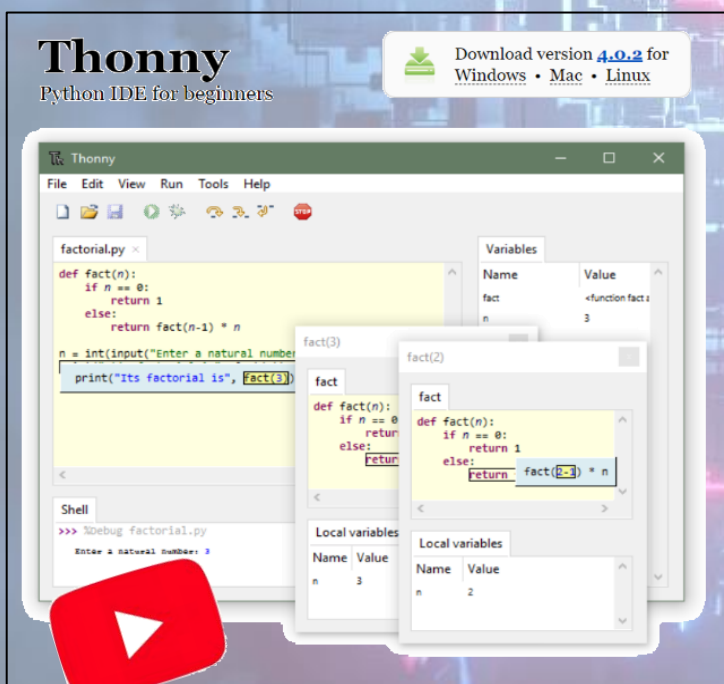 Thonny
Python IDE for beginners
Download version 4.0.2 for
Windows • Mac • Linux
Thonny
File Edit View Run Tools Help
STOP
factorial.py
def fact(n):
    if n == 0:
        return 1
    else:
        return fact(n-1) * n
n = int(input("Enter a natural number
print("Its factorial is", fact(3))
Shell
>>> %Debug factorial.py
Enter a natural number: 3
Variables
Name Value
fact <function fact a
n 3
fact(3)
fact
def fact(n):
    if n == 0
        retur
    else:
        retur
Local variables
Name Value
n 3
fact(2)
fact
def fact(n):
    if n == 0:
        return 1
    else:
        return fact(2-1) * n
Local variables
Name Value
n 2